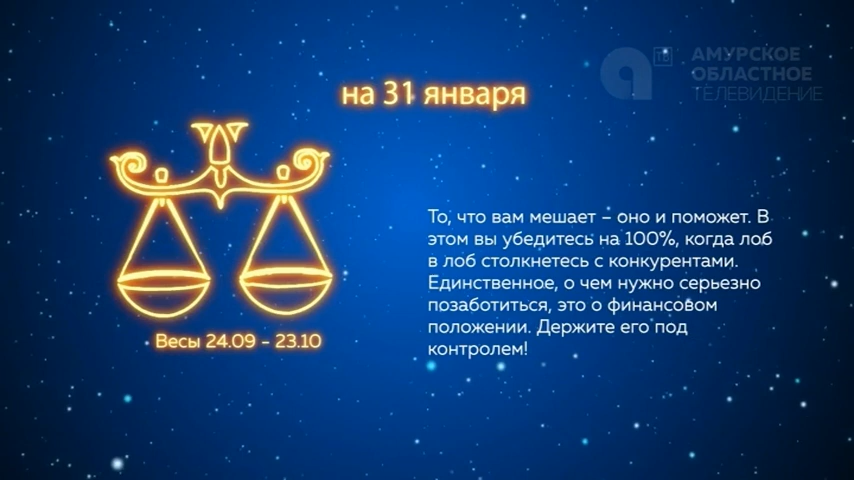 ТВ
АМУРСКОЕ
ОБЛАСТНОЕ
ТЕЛЕВИДЕНИЕ
на 31 января
То, что вам мешает – оно и поможет. В
этом вы убедитесь на 100%, когда лоб
в лоб столкнетесь с конкурентами.
Единственное, о чем нужно серьезно
позаботиться, это о финансовом
положении. Держите его под
контролем!
Весы 24.09 - 23.10